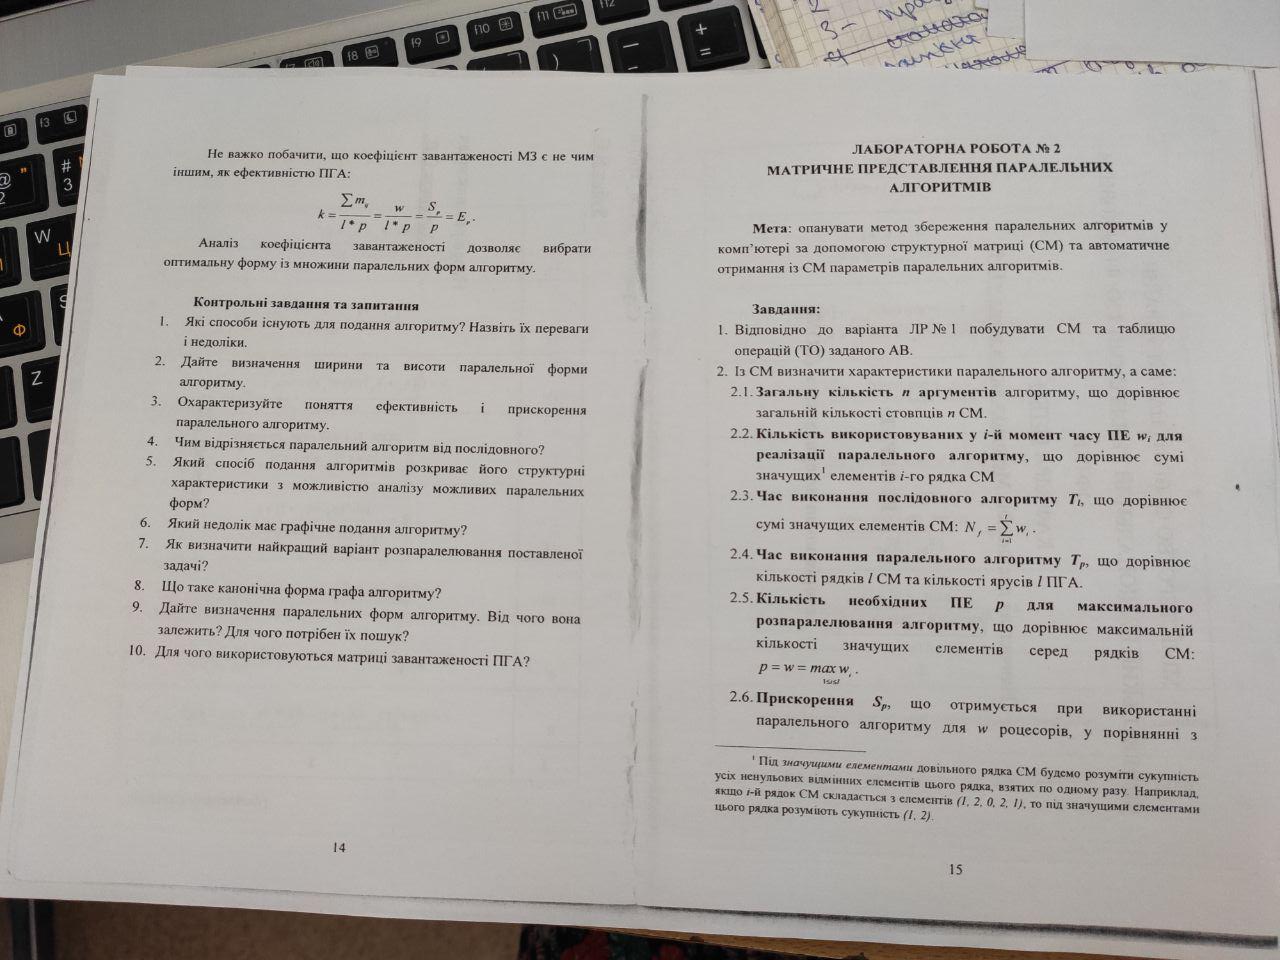 Не важко побачити, що коефіцієнт завантаженості МЗ є не чим
іншим, як ефективністю ПГА:
k = ∑m_ij / l * p = w / l * p = S_p / p = E_p.
Аналіз коефіцієнта завантаженості дозволяє вибрати
оптимальну форму із множини паралельних форм алгоритму.
Контрольні завдання та запитання
1. Які способи існують для подання алгоритму? Назвіть їх переваги
і недоліки.
2. Дайте визначення ширини та висоти паралельної форми
алгоритму.
3. Охарактеризуйте поняття ефективність і прискорення
паралельного алгоритму.
4. Чим відрізняється паралельний алгоритм від послідовного?
5. Який спосіб подання алгоритмів розкриває його структурні
характеристики з можливістю аналізу можливих паралельних
форм?
6. Який недолік має графічне подання алгоритму?
7. Як визначити найкращий варіант розпаралелювання поставленої
задачі?
8. Що таке канонічна форма графа алгоритму?
9. Дайте визначення паралельних форм алгоритму. Від чого вона
залежить? Для чого потрібен їх пошук?
10. Для чого використовуються матриці завантаженості ПГА?
14
ЛАБОРАТОРНА РОБОТА № 2
МАТРИЧНЕ ПРЕДСТАВЛЕННЯ ПАРАЛЕЛЬНИХ
АЛГОРИТМІВ
Мета: опанувати метод збереження паралельних алгоритмів у
комп'ютері за допомогою структурної матриці (СМ) та автоматичне
отримання із СМ параметрів паралельних алгоритмів.
Завдання:
1. Відповідно до варіанта ЛР № 1 побудувати СМ та таблицю
операцій (ТО) заданого АВ.
2. Із СМ визначити характеристики паралельного алгоритму, а саме:
2.1. Загальну кількість n аргументів алгоритму, що дорівнює
загальній кількості стовпців n СМ.
2.2. Кількість використовуваних у i-й момент часу ПЕ w_i для
реалізації паралельного алгоритму, що дорівнює сумі
значущих¹ елементів i-го рядка СМ
2.3. Час виконання послідовного алгоритму T_1, що дорівнює
сумі значущих елементів СМ: N_f = ∑_{i=1}^{l} w_i.
2.4. Час виконання паралельного алгоритму T_p, що дорівнює
кількості рядків l СМ та кількості ярусів l ПГА.
2.5. Кількість необхідних ПЕ p для максимального
розпаралелювання алгоритму, що дорівнює максимальній
кількості значущих елементів серед рядків СМ:
p = w = max w_i.
1≤i≤l
2.6. Прискорення S_p, що отримується при використанні
паралельного алгоритму для w роцесорів, у порівнянні з
¹ Під значущими елементами довільного рядка СМ будемо розуміти сукупність
усіх ненульових відмінних елементів цього рядка, взятих по одному разу. Наприклад,
якщо i-й рядок СМ складається з елементів (1, 2, 0, 2, 1), то під значущими елементами
цього рядка розуміють сукупність (1, 2).
15
f3
f8
f9
f10
f11
f12
@
2
#
3
W
Ц
Ф
Z
+
=